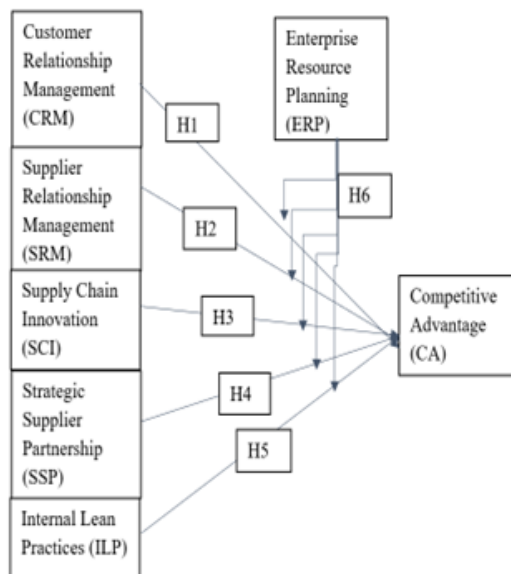 Customer
Relationship
Management
(CRM)
Enterprise
Resource
Planning
(ERP)
H1
Supplier
Relationship
Management
(SRM)
H6
H2
Supply Chain
Innovation
(SCI)
H3
Competitive
Advantage
(CA)
Strategic
Supplier
Partnership
(SSP)
H4
H5
Internal Lean
Practices (ILP)